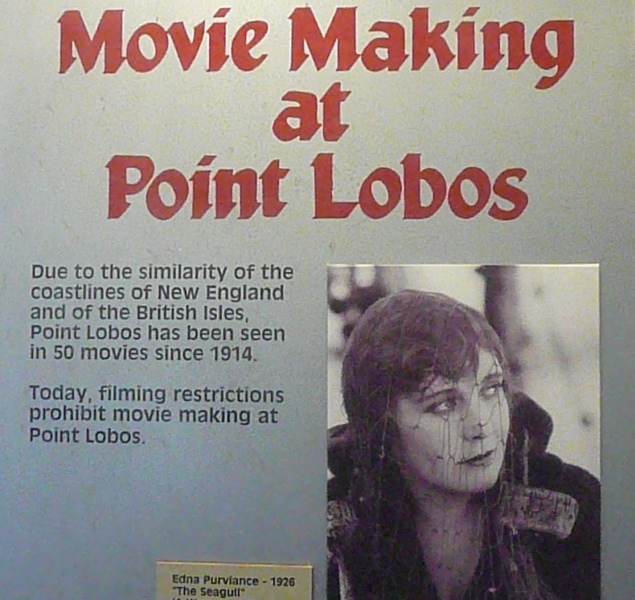 Movie Making
at
Point Lobos
Due to the similarity of the
coastlines of New England
and of the British Isles,
Point Lobos has been seen
in 50 movies since 1914.
Today, filming restrictions
prohibit movie making at
Point Lobos.
Edna Purviance - 1926
"The Seagull"